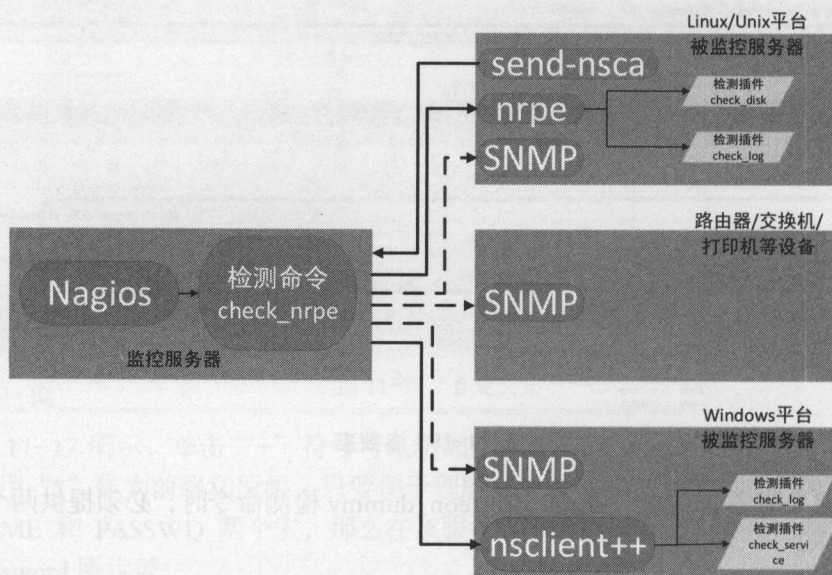 Linux/Unix平台
被监控服务器
send-nsca
nrpe
SNMP
检测插件
check_disk
检测插件
check_log
路由器/交换机/
打印机等设备
SNMP
Nagios
检测命令
check_nrpe
监控服务器
Windows平台
被监控服务器
SNMP
nsclient++
检测插件
check_log
检测插件
check_servi
ce